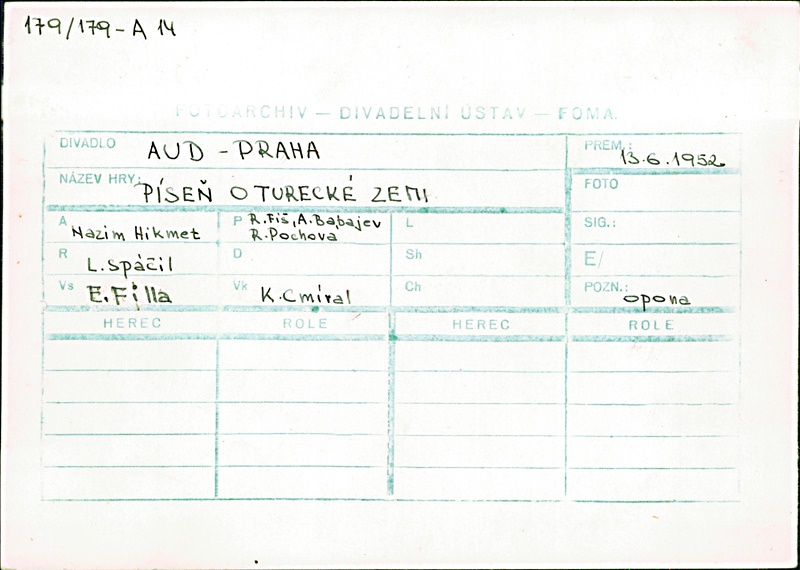 179/179-A 14
FOTOARCHIV — DIVADELNÍ ÚSTAV — FOMA
DIVADLO AUD - PRAHA
PREM.: 13.6.1952
NÁZEV HRY: PÍSEŇ O TURECKÉ ZEMI
FOTO
A Nazim Hikmet
P R.Fiš, A.Babajev
R.Pochova
L
SIG.:
R L.Spáčil
D
Sh
E/
Vs E.Filla
Vk K.Cmíral
Ch
POZN.: opona
HEREC ROLE HEREC ROLE